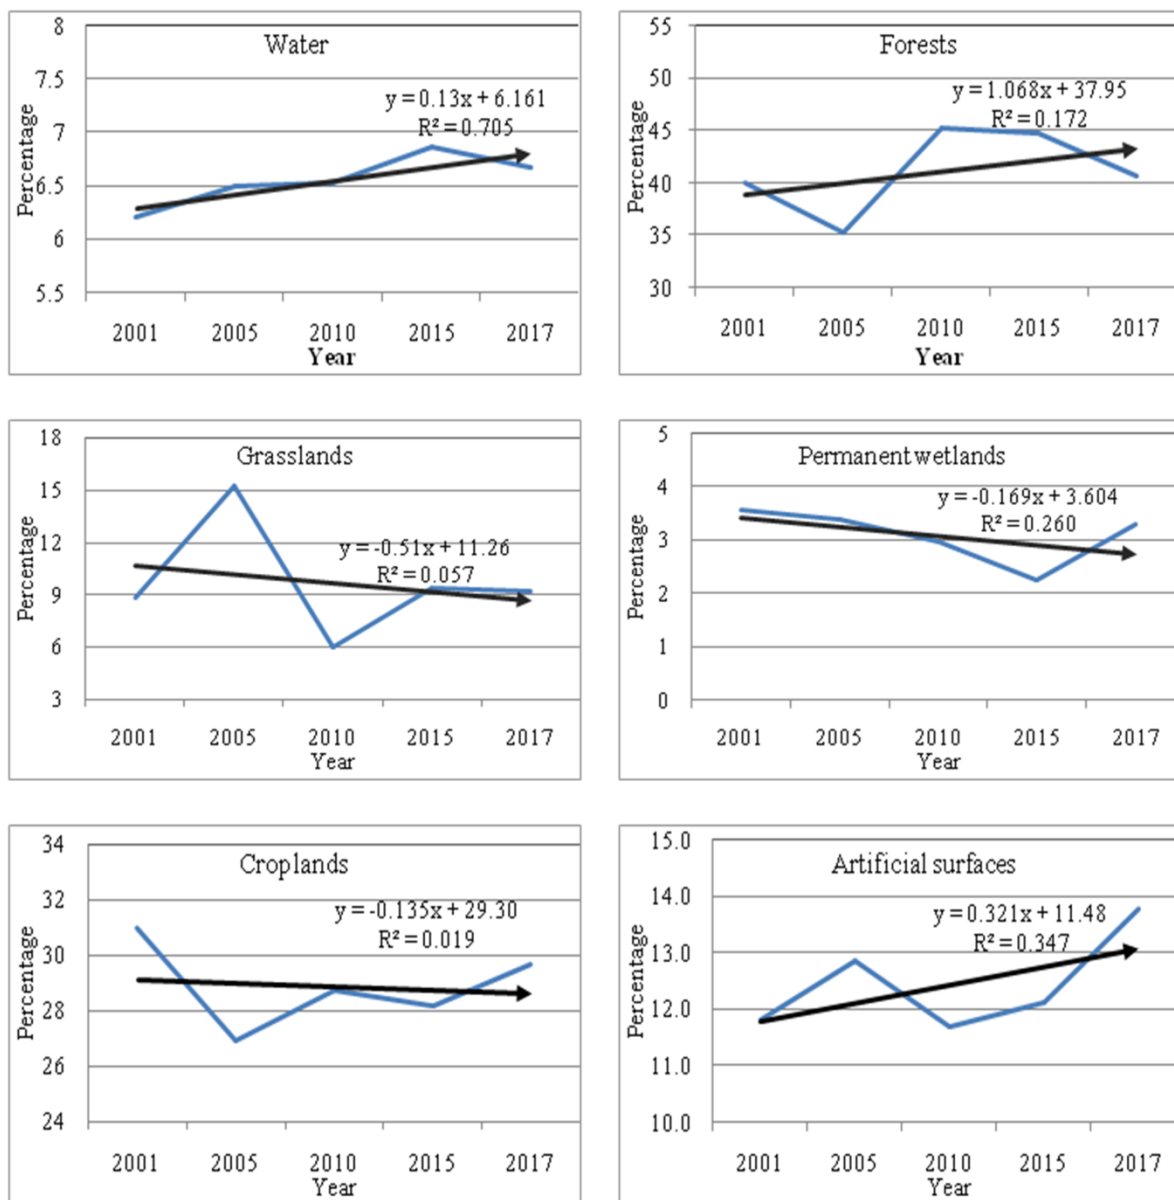 Water
Percentage
8
7.5
7
6.5
6
5.5
y = 0.13x + 6.161
R² = 0.705
2001 2005 2010 2015 2017
Year
Forests
Percentage
55
50
45
40
35
30
y = 1.068x + 37.95
R² = 0.172
2001 2005 2010 2015 2017
Year
Grasslands
Percentage
18
15
12
9
6
3
y = -0.51x + 11.26
R² = 0.057
2001 2005 2010 2015 2017
Year
Permanent wetlands
Percentage
5
4
3
2
1
0
y = -0.169x + 3.604
R² = 0.260
2001 2005 2010 2015 2017
Year
Croplands
Percentage
34
32
30
28
26
24
y = -0.135x + 29.30
R² = 0.019
2001 2005 2010 2015 2017
Year
Artificial surfaces
Percentage
15.0
14.0
13.0
12.0
11.0
10.0
y = 0.321x + 11.48
R² = 0.347
2001 2005 2010 2015 2017
Year